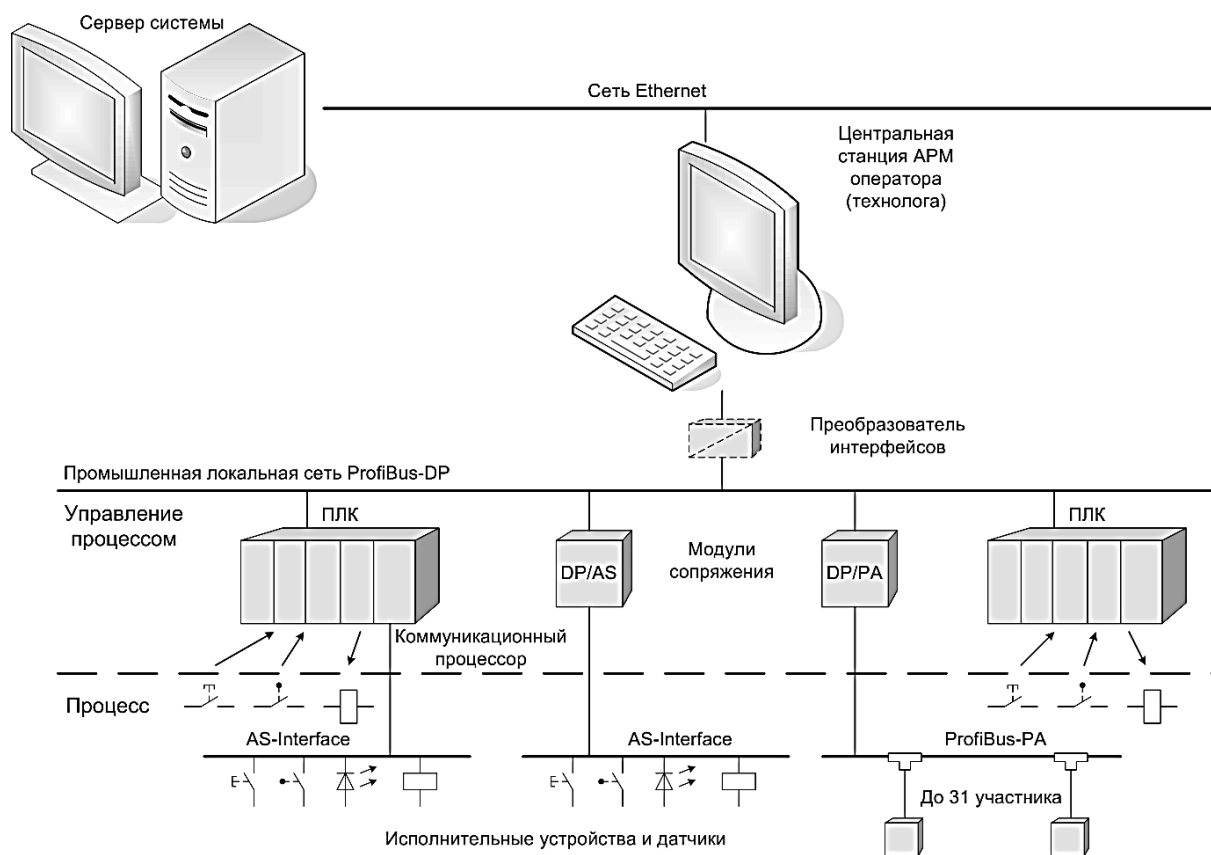 Сервер системы
Сеть Ethernet
Центральная
станция АРМ
оператора
(технолога)
Преобразователь
интерфейсов
Промышленная локальная сеть ProfiBus-DP
Управление
процессом
ПЛК
DP/AS
Модули
сопряжения
DP/PA
ПЛК
Коммуникационный
процессор
Процесс
AS-Interface
AS-Interface
ProfiBus-PA
До 31 участника
Исполнительные устройства и датчики